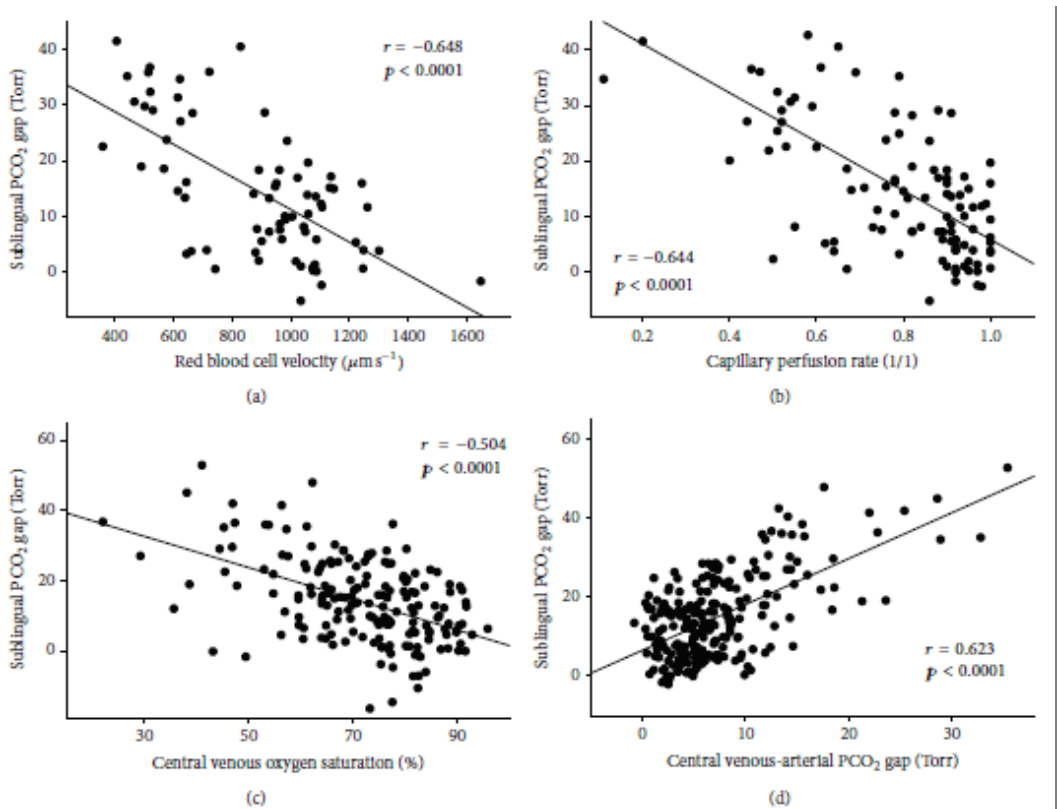 r = −0.648
p < 0.0001
Sublingual PCO₂ gap (Torr)
40
30
20
10
0
400 600 800 1000 1200 1400 1600
Red blood cell velocity (μm s⁻¹)
(a)
r = −0.644
p < 0.0001
Sublingual PCO₂ gap (Torr)
40
30
20
10
0
0.2 0.4 0.6 0.8 1.0
Capillary perfusion rate (1/1)
(b)
r = −0.504
p < 0.0001
Sublingual PCO₂ gap (Torr)
60
40
20
0
30 50 70 90
Central venous oxygen saturation (%)
(c)
r = 0.623
p < 0.0001
Sublingual PCO₂ gap (Torr)
60
40
20
0
0 10 20 30
Central venous-arterial PCO₂ gap (Torr)
(d)